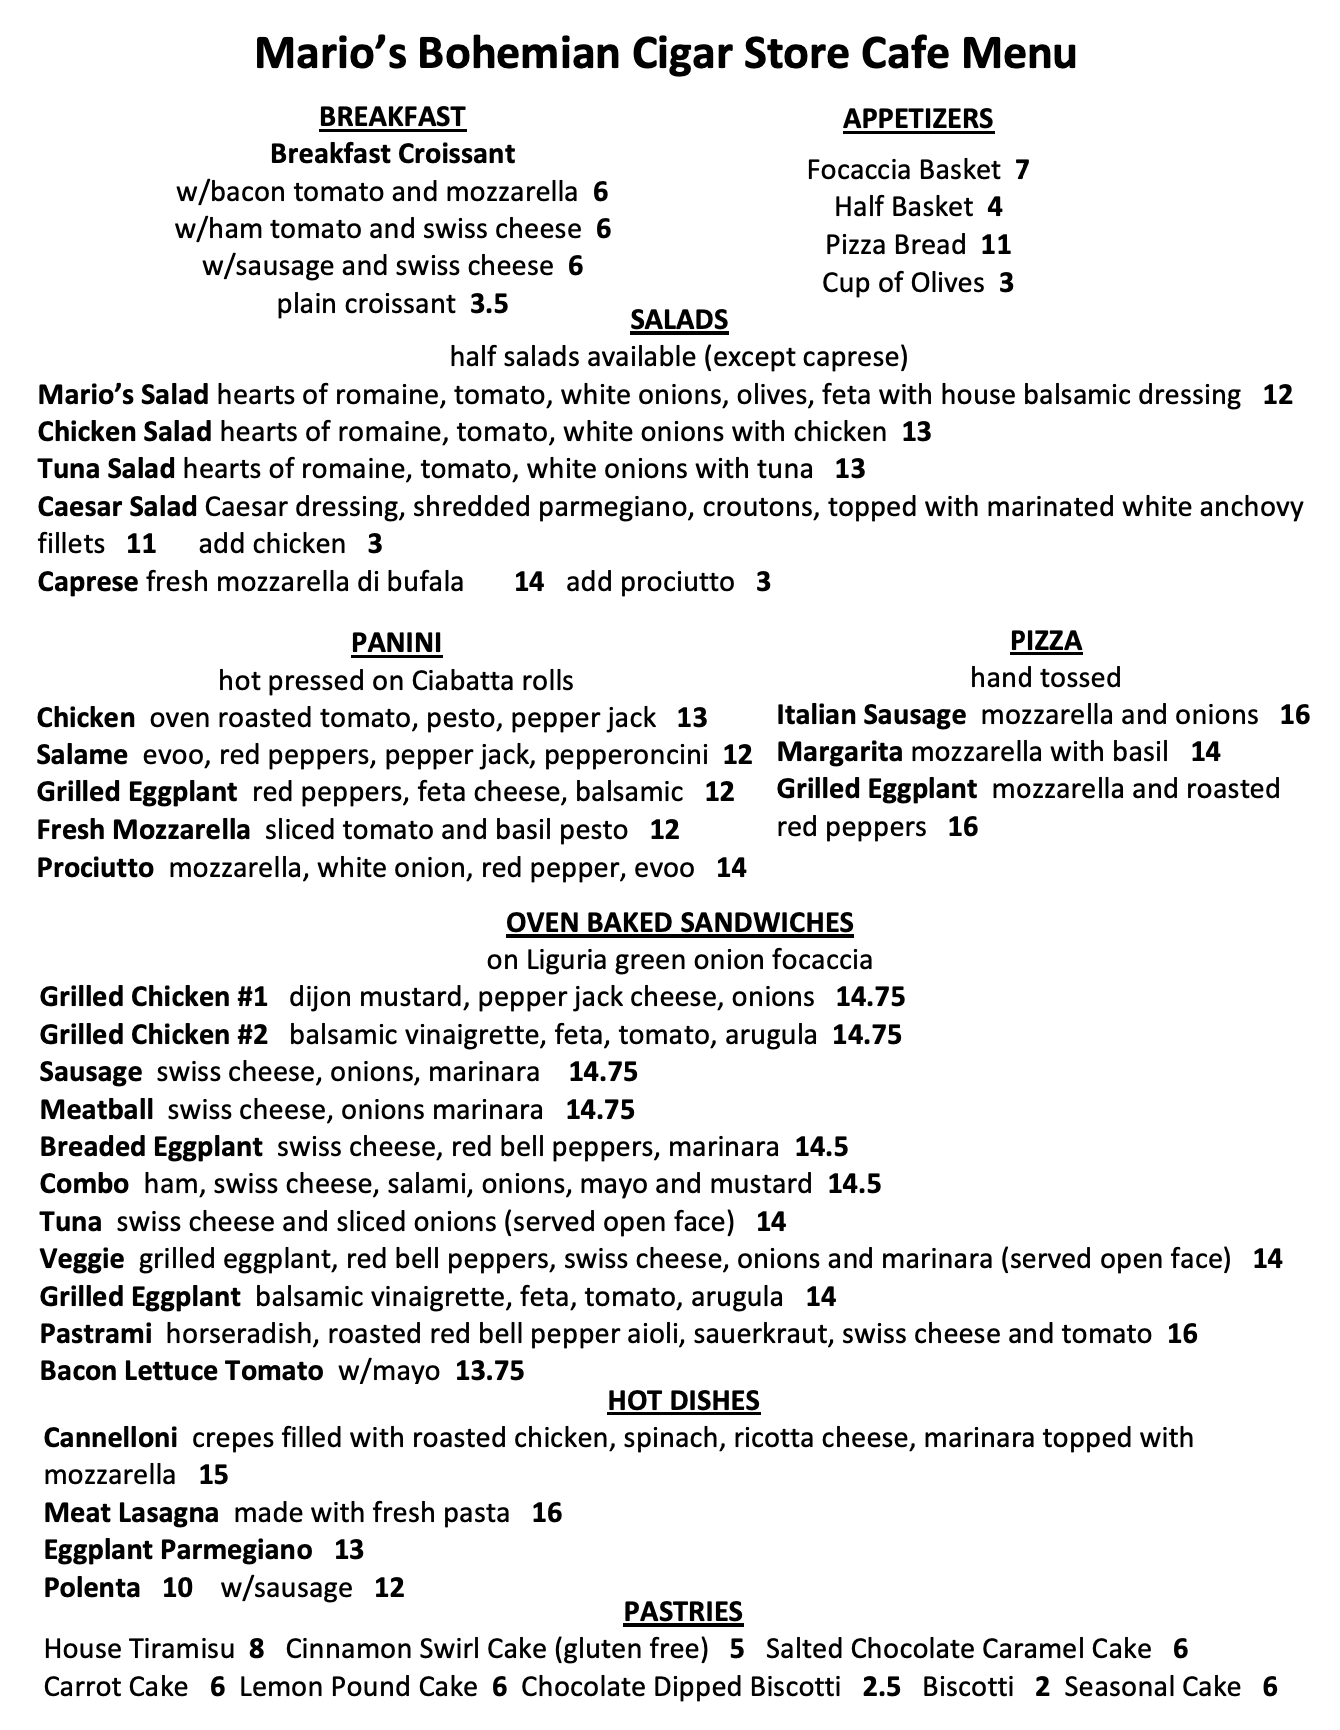 Mario’s Bohemian Cigar Store Cafe Menu
BREAKFAST
Breakfast Croissant
w/bacon tomato and mozzarella 6
w/ham tomato and swiss cheese 6
w/sausage and swiss cheese 6
plain croissant 3.5
APPETIZERS
Focaccia Basket 7
Half Basket 4
Pizza Bread 11
Cup of Olives 3
SALADS
half salads available (except caprese)
Mario’s Salad hearts of romaine, tomato, white onions, olives, feta with house balsamic dressing 12
Chicken Salad hearts of romaine, tomato, white onions with chicken 13
Tuna Salad hearts of romaine, tomato, white onions with tuna 13
Caesar Salad Caesar dressing, shredded parmegiano, croutons, topped with marinated white anchovy
fillets 11 add chicken 3
Caprese fresh mozzarella di bufala 14 add prociutto 3
PANINI
hot pressed on Ciabatta rolls
Chicken oven roasted tomato, pesto, pepper jack 13
Salame evoo, red peppers, pepper jack, pepperoncini 12
Grilled Eggplant red peppers, feta cheese, balsamic 12
Fresh Mozzarella sliced tomato and basil pesto 12
Prociutto mozzarella, white onion, red pepper, evoo 14
PIZZA
hand tossed
Italian Sausage mozzarella and onions 16
Margarita mozzarella with basil 14
Grilled Eggplant mozzarella and roasted
red peppers 16
OVEN BAKED SANDWICHES
on Liguria green onion focaccia
Grilled Chicken #1 dijon mustard, pepper jack cheese, onions 14.75
Grilled Chicken #2 balsamic vinaigrette, feta, tomato, arugula 14.75
Sausage swiss cheese, onions, marinara 14.75
Meatball swiss cheese, onions marinara 14.75
Breaded Eggplant swiss cheese, red bell peppers, marinara 14.5
Combo ham, swiss cheese, salami, onions, mayo and mustard 14.5
Tuna swiss cheese and sliced onions (served open face) 14
Veggie grilled eggplant, red bell peppers, swiss cheese, onions and marinara (served open face) 14
Grilled Eggplant balsamic vinaigrette, feta, tomato, arugula 14
Pastrami horseradish, roasted red bell pepper aioli, sauerkraut, swiss cheese and tomato 16
Bacon Lettuce Tomato w/mayo 13.75
HOT DISHES
Cannelloni crepes filled with roasted chicken, spinach, ricotta cheese, marinara topped with
mozzarella 15
Meat Lasagna made with fresh pasta 16
Eggplant Parmegiano 13
Polenta 10 w/sausage 12
PASTRIES
House Tiramisu 8 Cinnamon Swirl Cake (gluten free) 5 Salted Chocolate Caramel Cake 6
Carrot Cake 6 Lemon Pound Cake 6 Chocolate Dipped Biscotti 2.5 Biscotti 2 Seasonal Cake 6